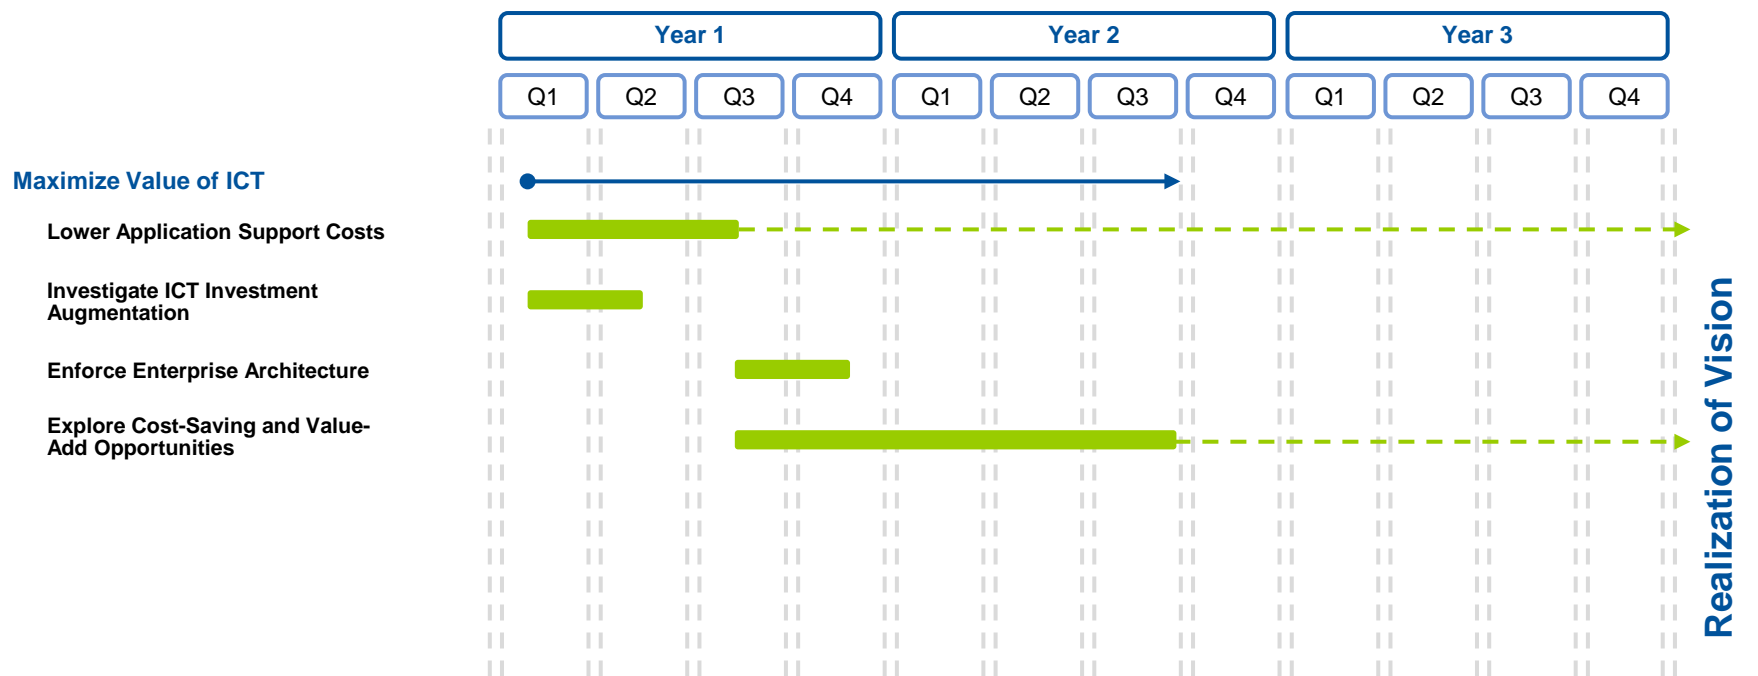 Year 1
Year 2
Year 3
Q1
Q2
Q3
Q4
Q1
Q2
Q3
Q4
Q1
Q2
Q3
Q4
Maximize Value of ICT
Lower Application Support Costs
Investigate ICT Investment
Augmentation
Enforce Enterprise Architecture
Explore Cost-Saving and Value-
Add Opportunities
Realization of Vision